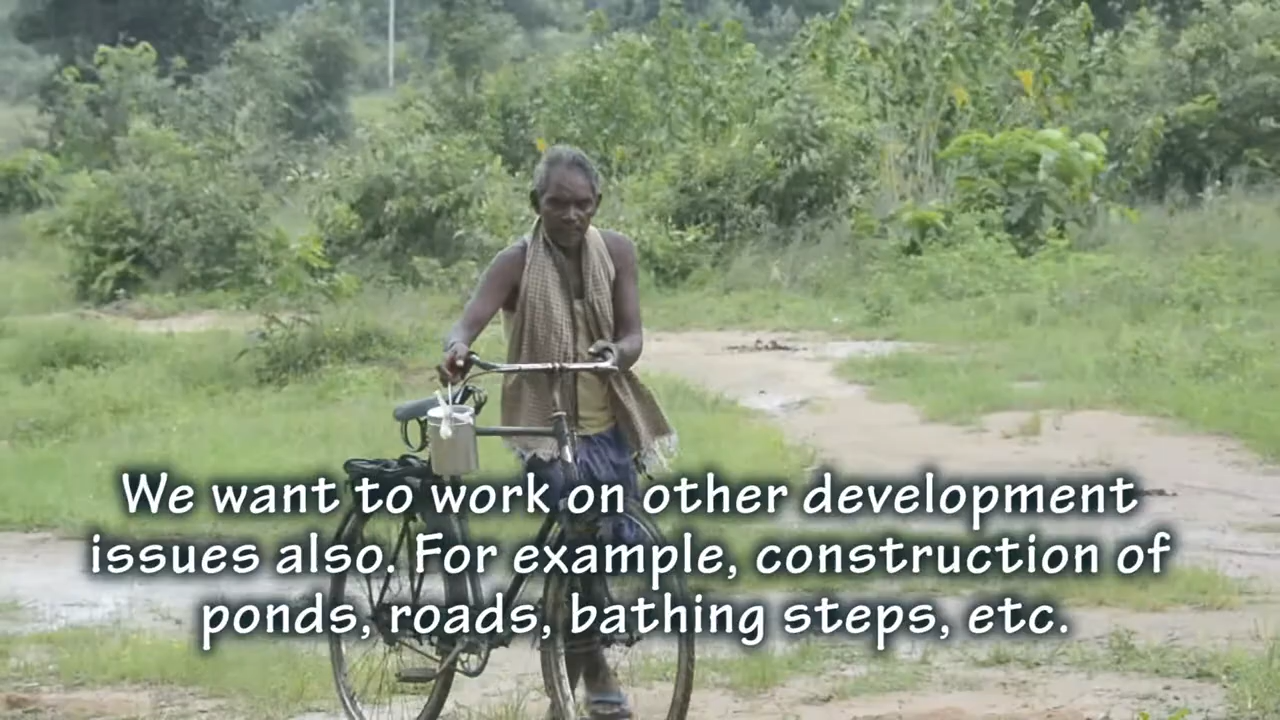 We want to work on other development
issues also. For example, construction of
ponds, roads, bathing steps, etc.